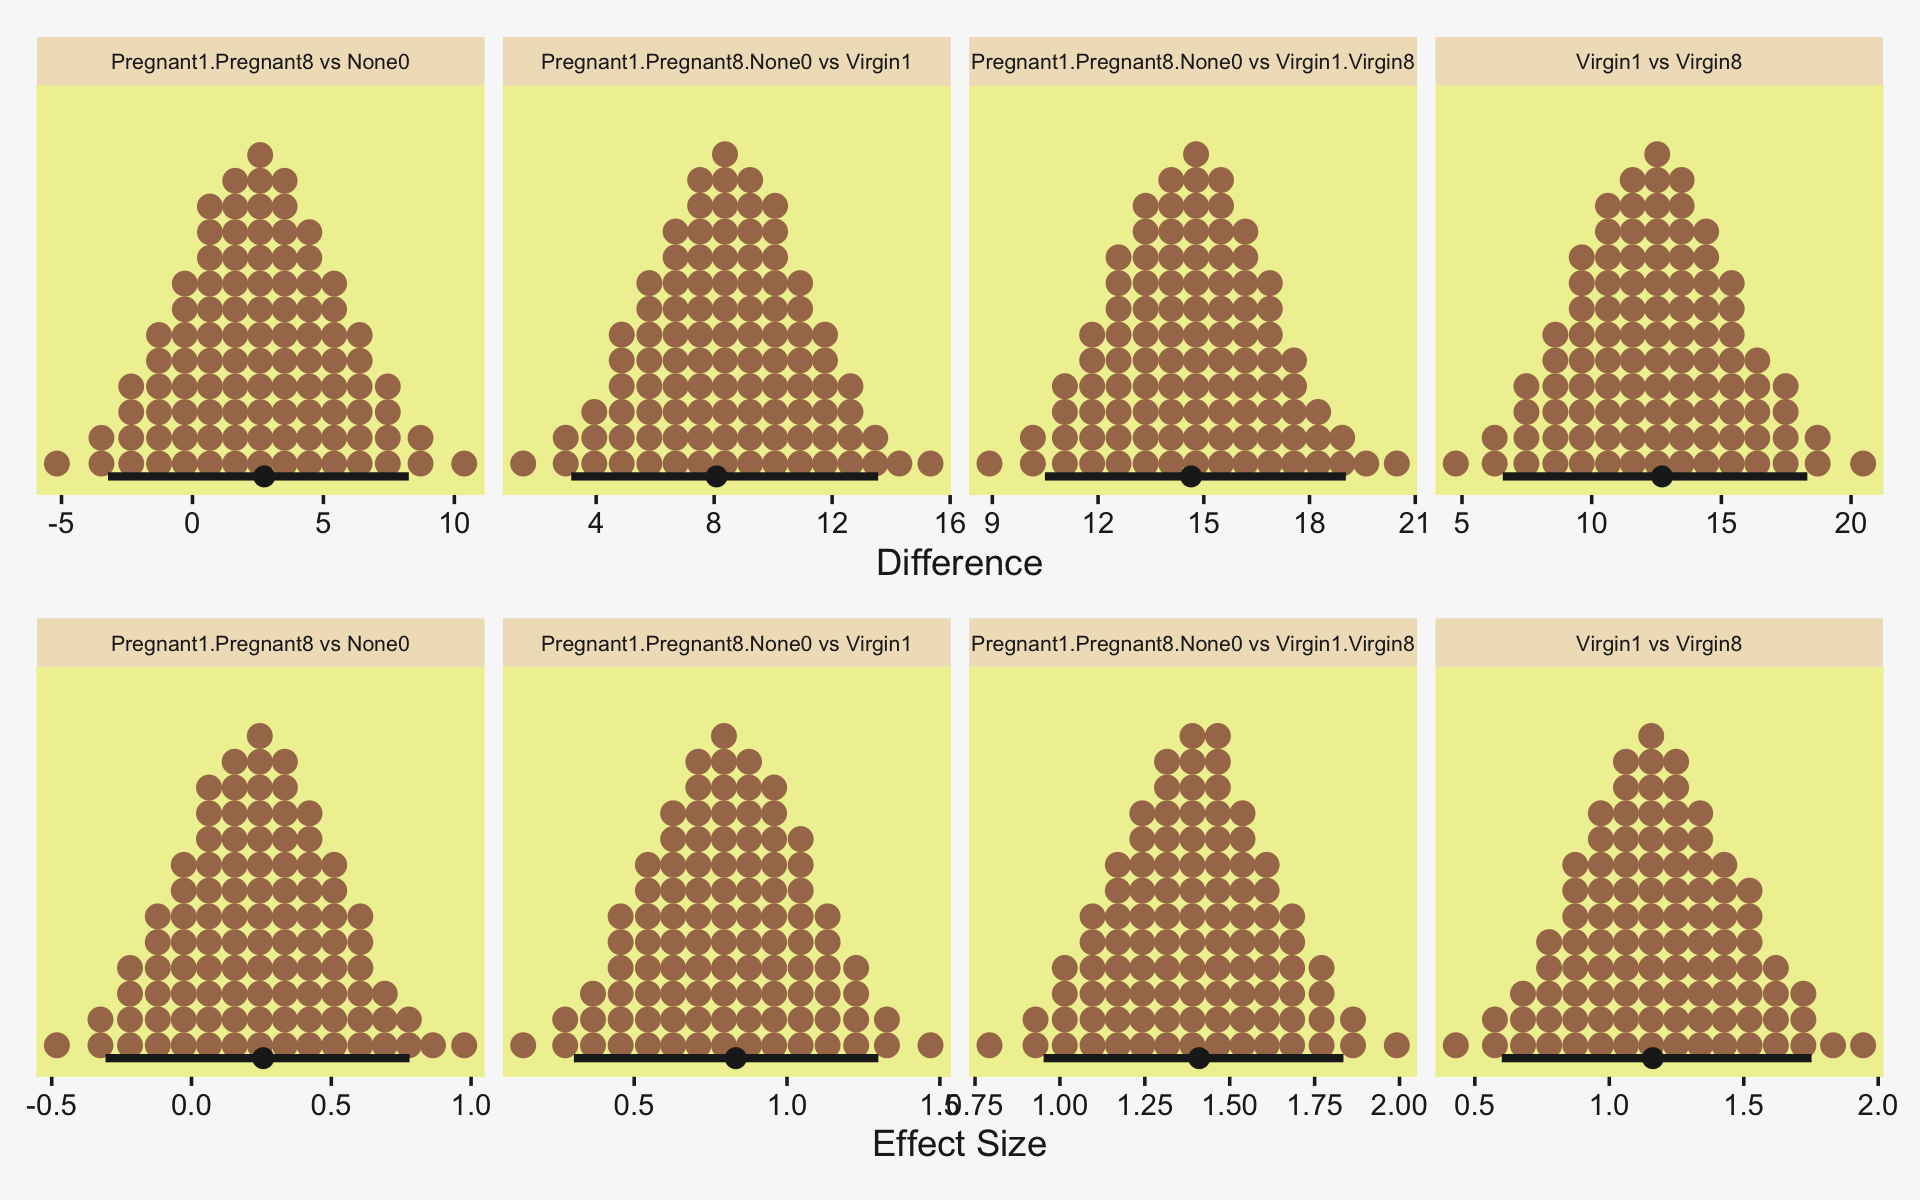 Pregnant1.Pregnant8 vs None0 Pregnant1.Pregnant8.None0 vs Virgin1 Pregnant1.Pregnant8.None0 vs Virgin1.Virgin8 Virgin1 vs Virgin8
-5 0 5 10 4 8 12 16 9 12 15 18 21 5 10 15 20
Difference
Pregnant1.Pregnant8 vs None0 Pregnant1.Pregnant8.None0 vs Virgin1 Pregnant1.Pregnant8.None0 vs Virgin1.Virgin8 Virgin1 vs Virgin8
-0.5 0.0 0.5 1.0 0.5 1.0 1.5 0.75 1.00 1.25 1.50 1.75 2.00 0.5 1.0 1.5 2.0
Effect Size